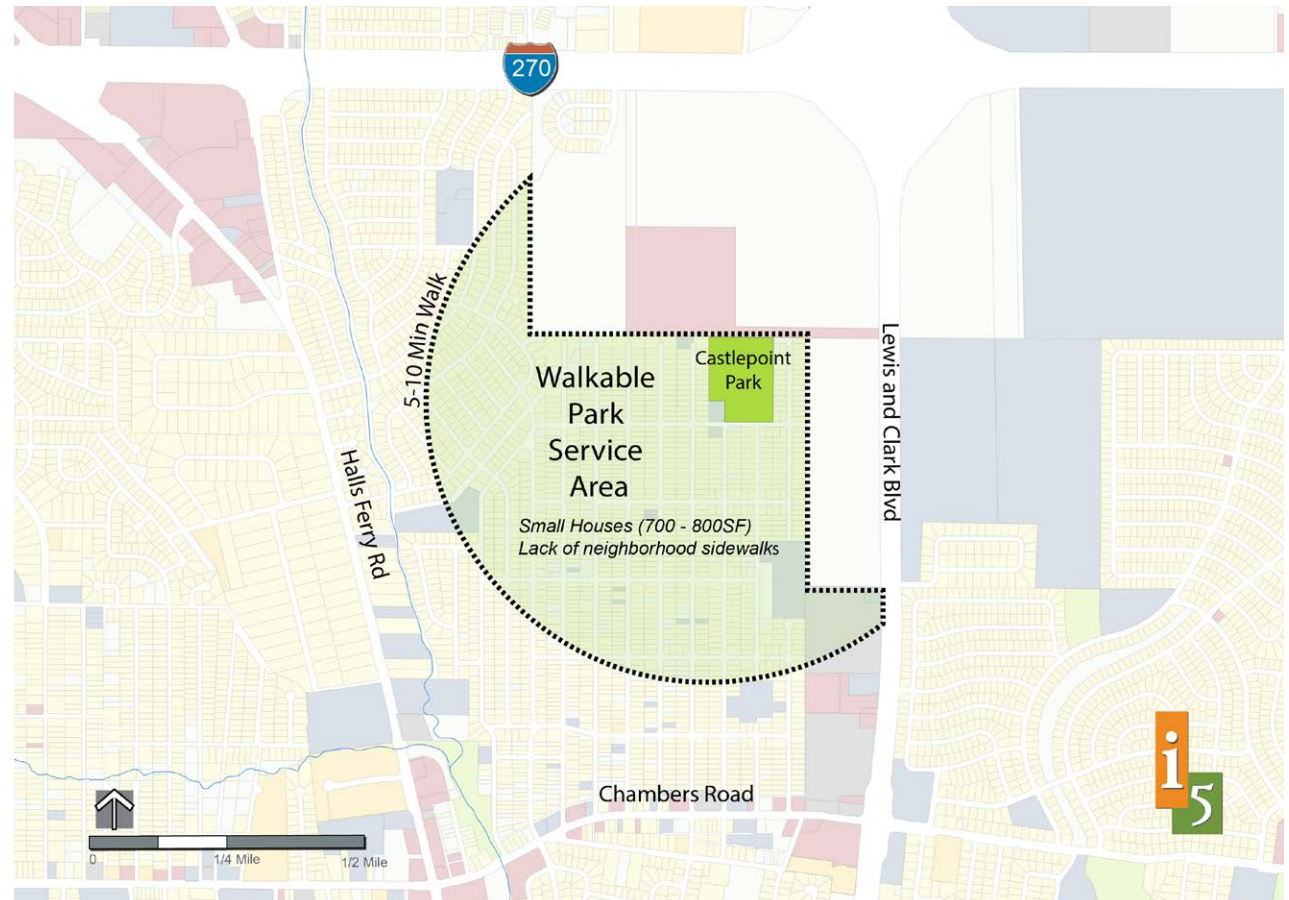 270
5-10 Min Walk
Castlepoint
Park
Walkable
Park
Service
Area
Small Houses (700 - 800SF)
Lack of neighborhood sidewalks
Lewis and Clark Blvd
Halls Ferry Rd
Chambers Road
0
1/4 Mile
1/2 Mile
i
5